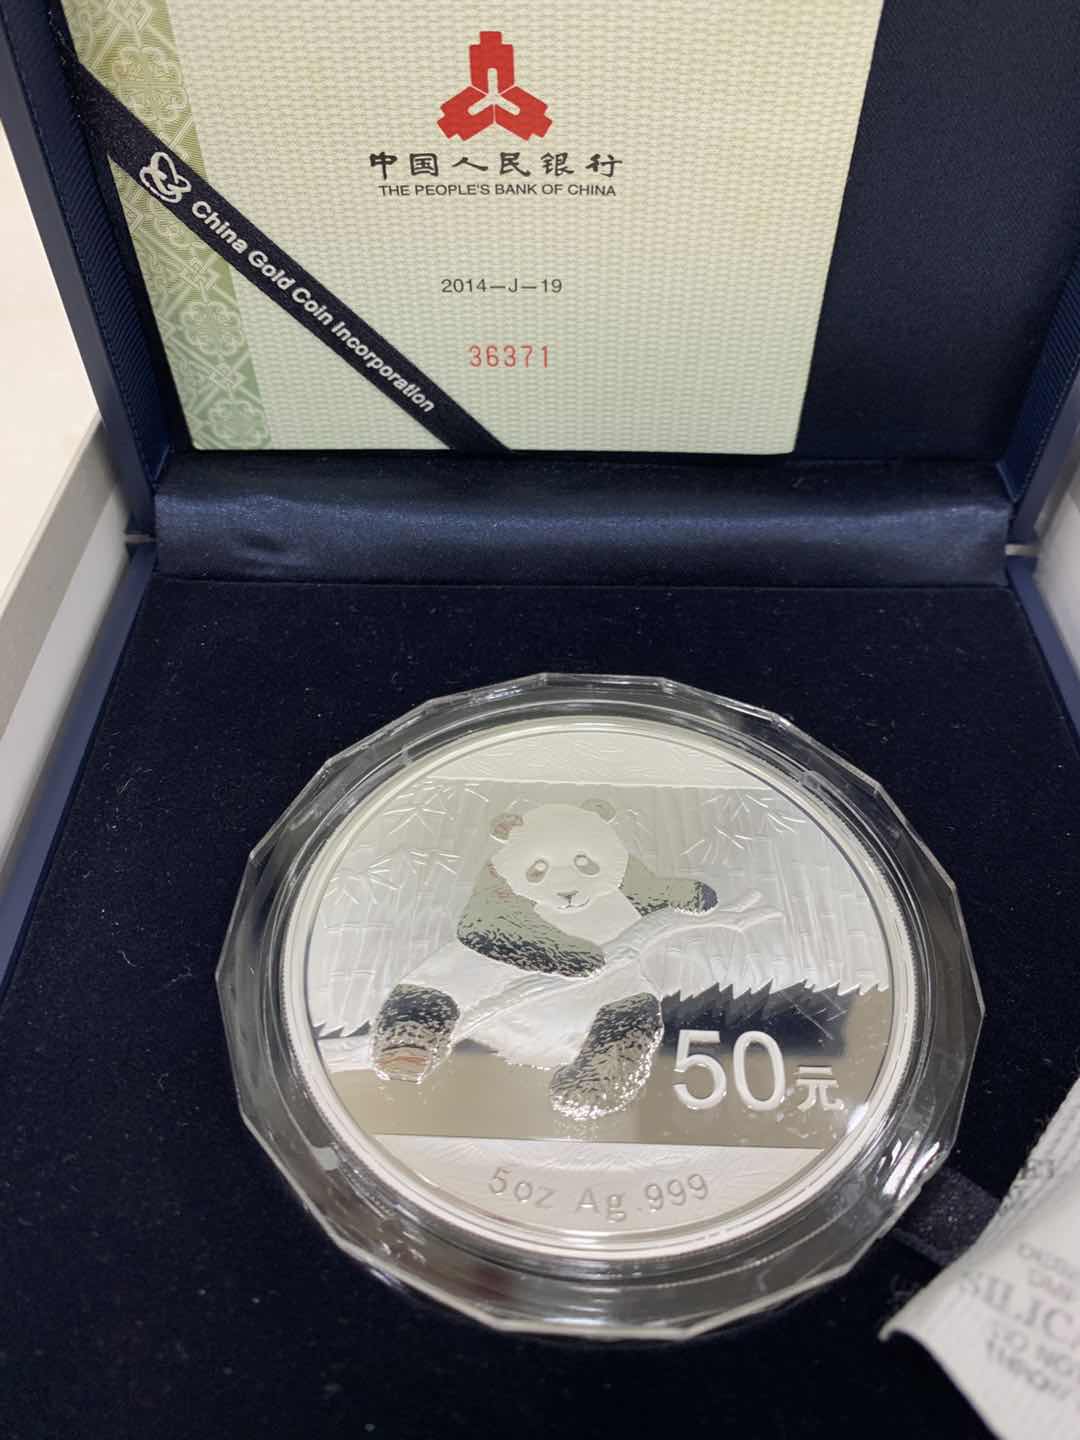 中国人民银行
THE PEOPLE'S BANK OF CHINA
China Gold Coin Incorporation
2014—J—19
36371
50元
5oz Ag.999
SILICA